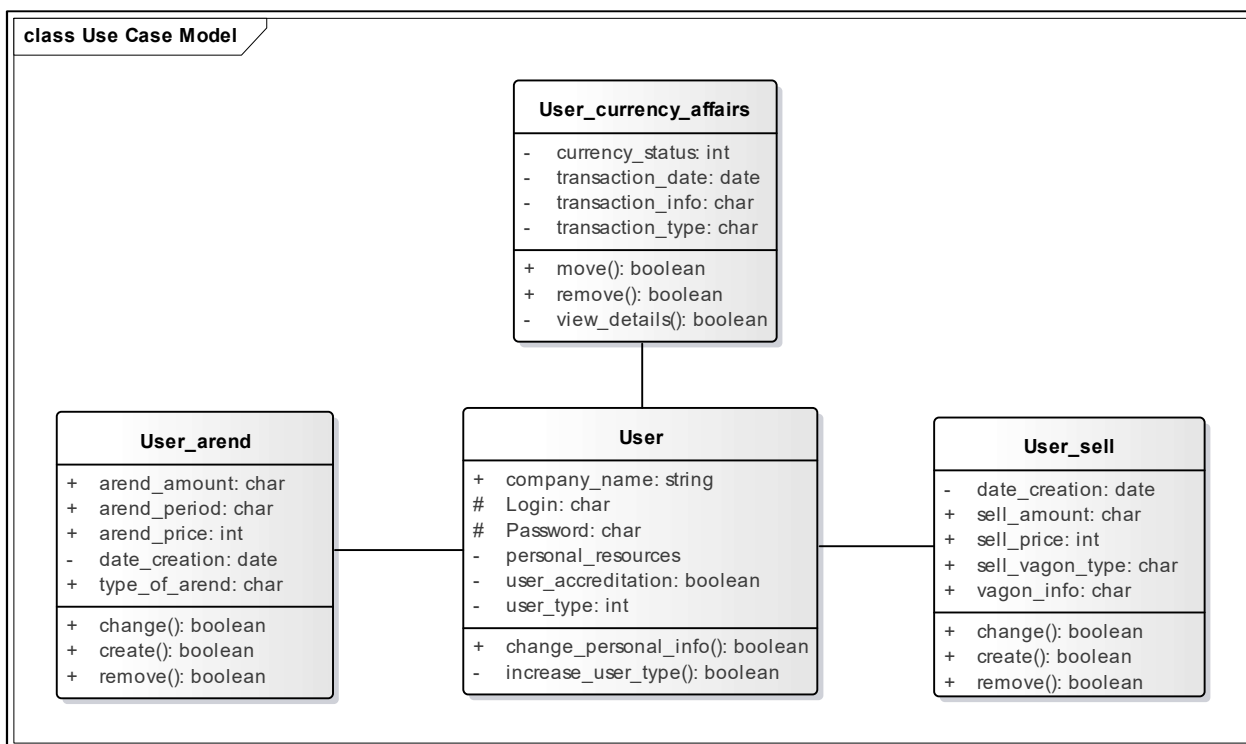 class Use Case Model
User_currency_affairs
- currency_status: int
- transaction_date: date
- transaction_info: char
- transaction_type: char
+ move(): boolean
+ remove(): boolean
- view_details(): boolean
User_arend
+ arend_amount: char
+ arend_period: char
+ arend_price: int
- date_creation: date
+ type_of_arend: char
+ change(): boolean
+ create(): boolean
+ remove(): boolean
User
+ company_name: string
# Login: char
# Password: char
- personal_resources
- user_accreditation: boolean
- user_type: int
+ change_personal_info(): boolean
- increase_user_type(): boolean
User_sell
- date_creation: date
+ sell_amount: char
+ sell_price: int
+ sell_vagon_type: char
+ vagon_info: char
+ change(): boolean
+ create(): boolean
+ remove(): boolean